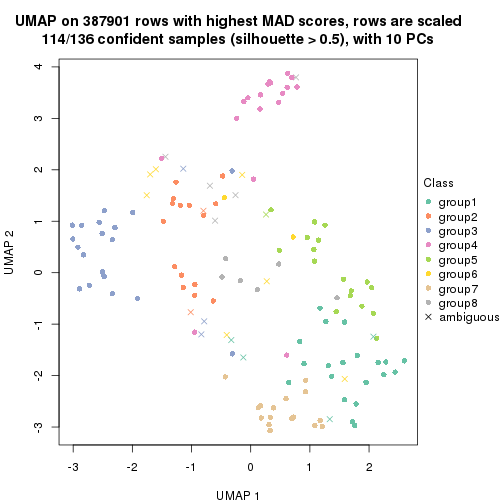 UMAP on 387901 rows with highest MAD scores, rows are scaled
114/136 confident samples (silhouette > 0.5), with 10 PCs
4
3
2
1
0
-1
-2
-3
UMAP 2
-3 -2 -1 0 1 2
UMAP 1
Class
group1
group2
group3
group4
group5
group6
group7
group8
ambiguous